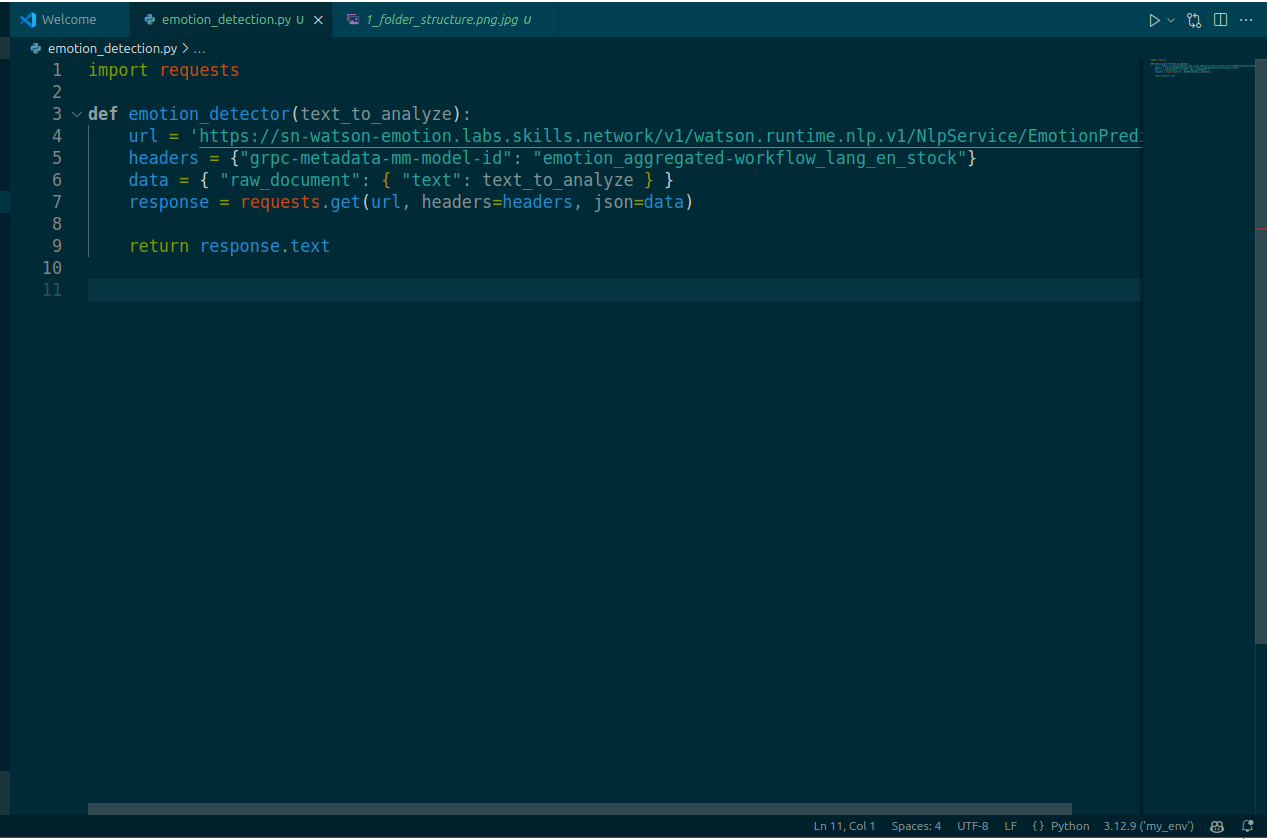 Welcome
emotion_detection.py U
1_folder_structure.png.jpg U
emotion_detection.py > ...
1 import requests
2
3 def emotion_detector(text_to_analyze):
4     url = 'https://sn-watson-emotion.labs.skills.network/v1/watson.runtime.nlp.v1/NlpService/EmotionPredi
5     headers = {"grpc-metadata-mm-model-id": "emotion_aggregated-workflow_lang_en_stock"}
6     data = { "raw_document": { "text": text_to_analyze } }
7     response = requests.get(url, headers=headers, json=data)
8
9     return response.text
10
11
Ln 11, Col 1 Spaces: 4 UTF-8 LF {} Python 3.12.9 ('my_env')